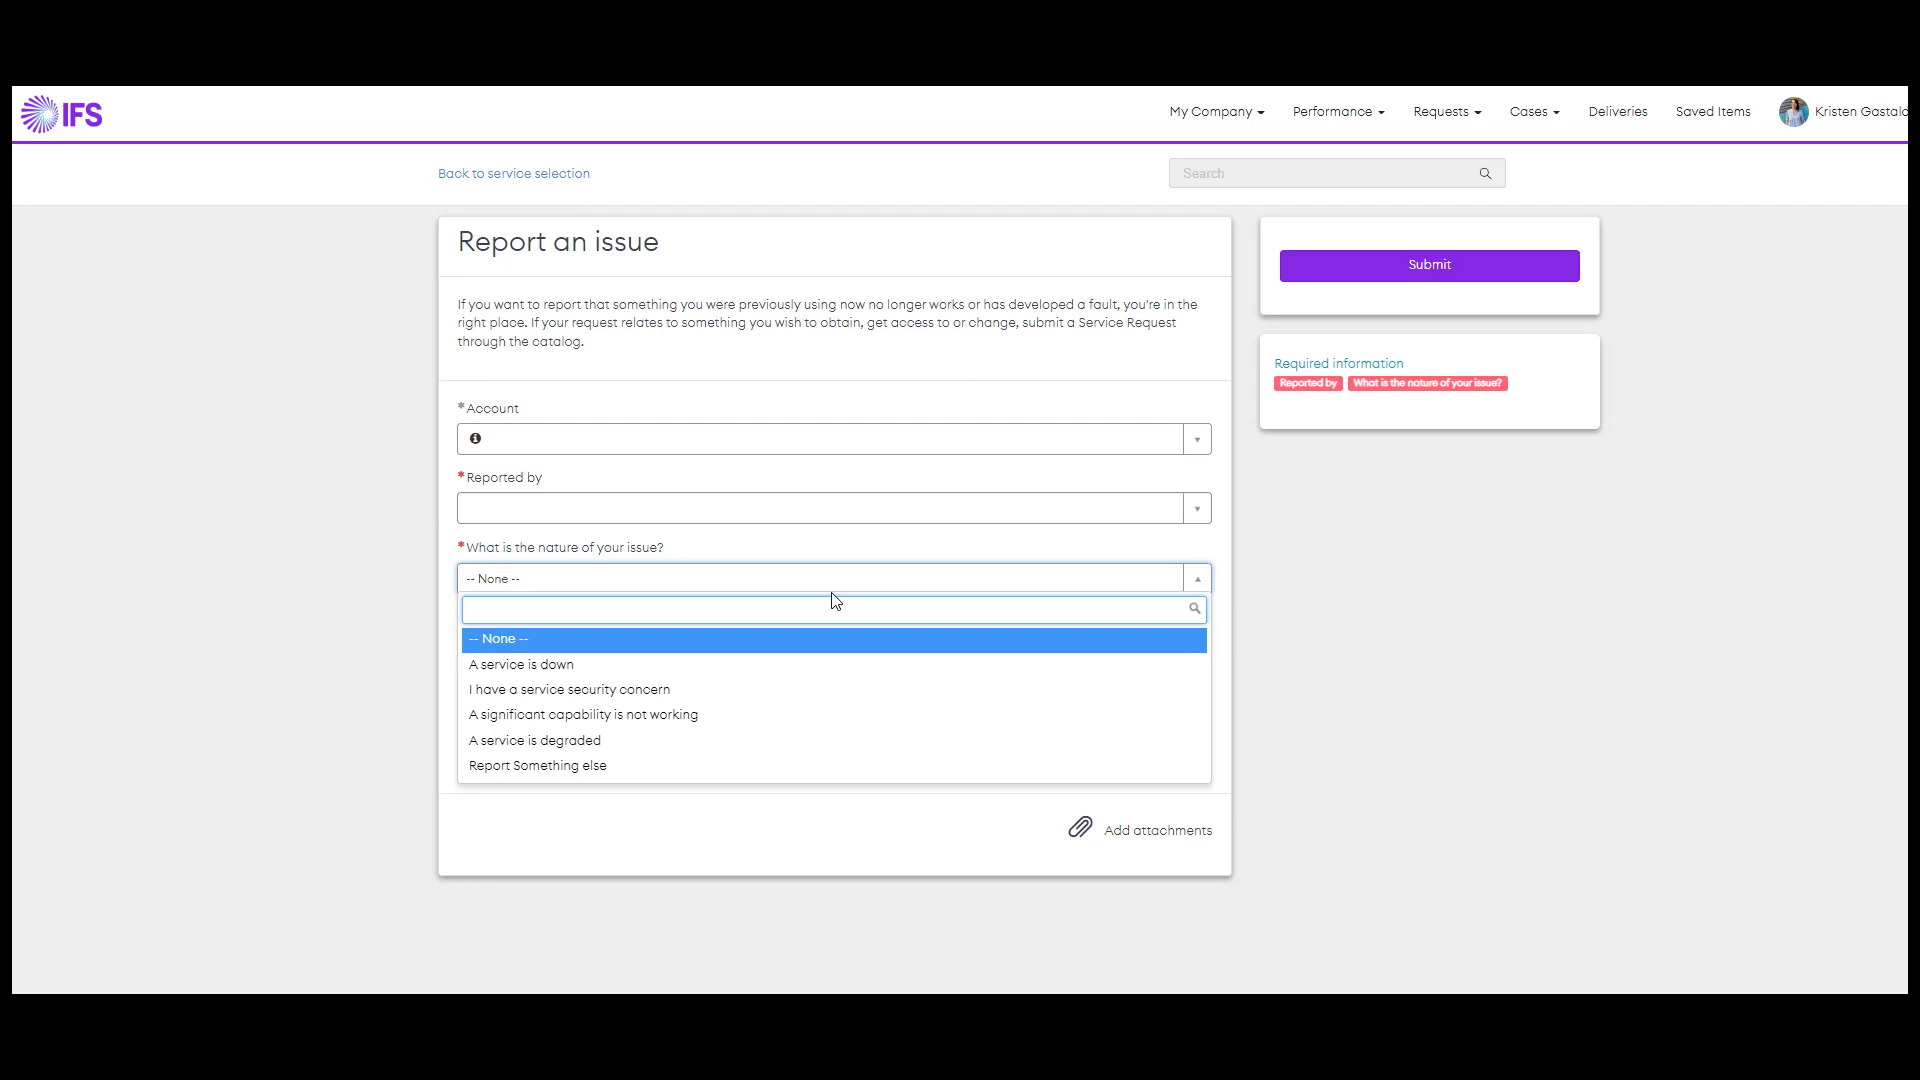 IFS
My Company
Performance
Requests
Cases
Deliveries
Saved Items
Kristen Gastald
Back to service selection
Search
Report an issue
Submit
If you want to report that something you were previously using now no longer works or has developed a fault, you're in the
right place. If your request relates to something you wish to obtain, get access to or change, submit a Service Request
through the catalog.
Required information
Reported by What is the nature of your issue?
*Account
*Reported by
*What is the nature of your issue?
-- None --
-- None --
A service is down
I have a service security concern
A significant capability is not working
A service is degraded
Report Something else
Add attachments